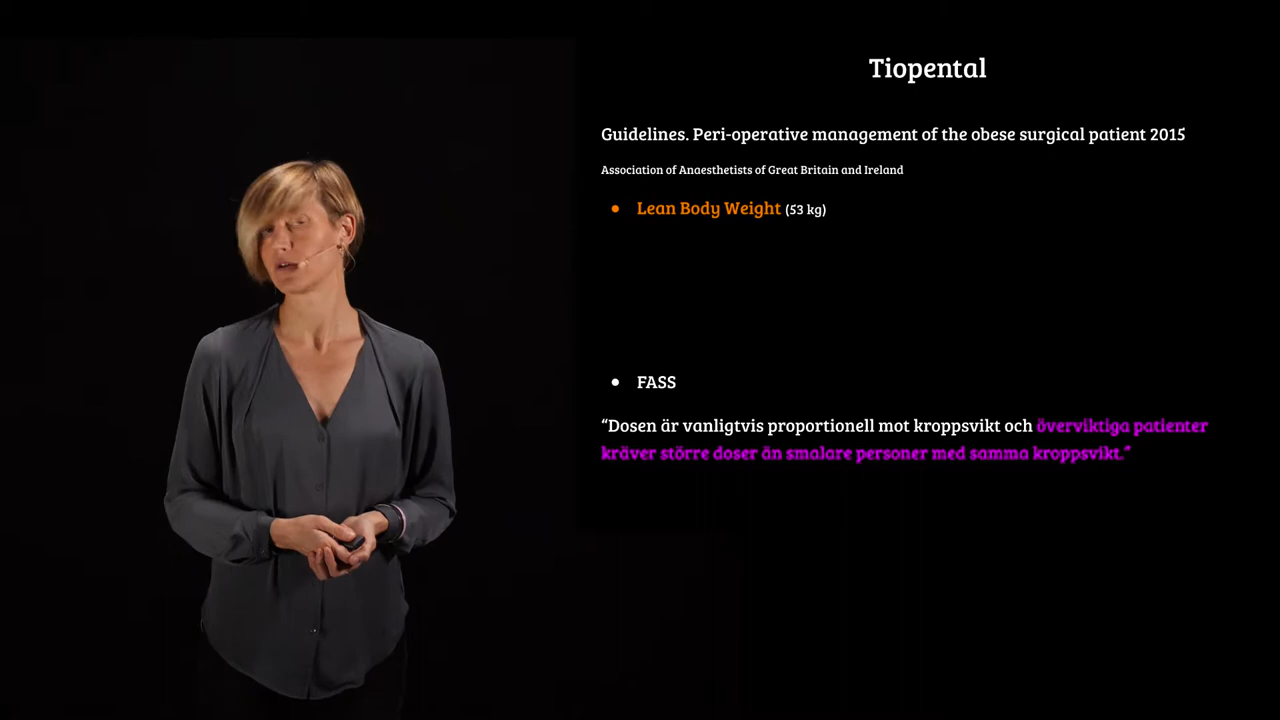 Tiopental
Guidelines. Peri-operative management of the obese surgical patient 2015
Association of Anaesthetists of Great Britain and Ireland
• Lean Body Weight (53 kg)
• FASS
“Dosen är vanligtvis proportionell mot kroppsvikt och överviktiga patienter
kräver större doser än smalare personer med samma kroppsvikt.”